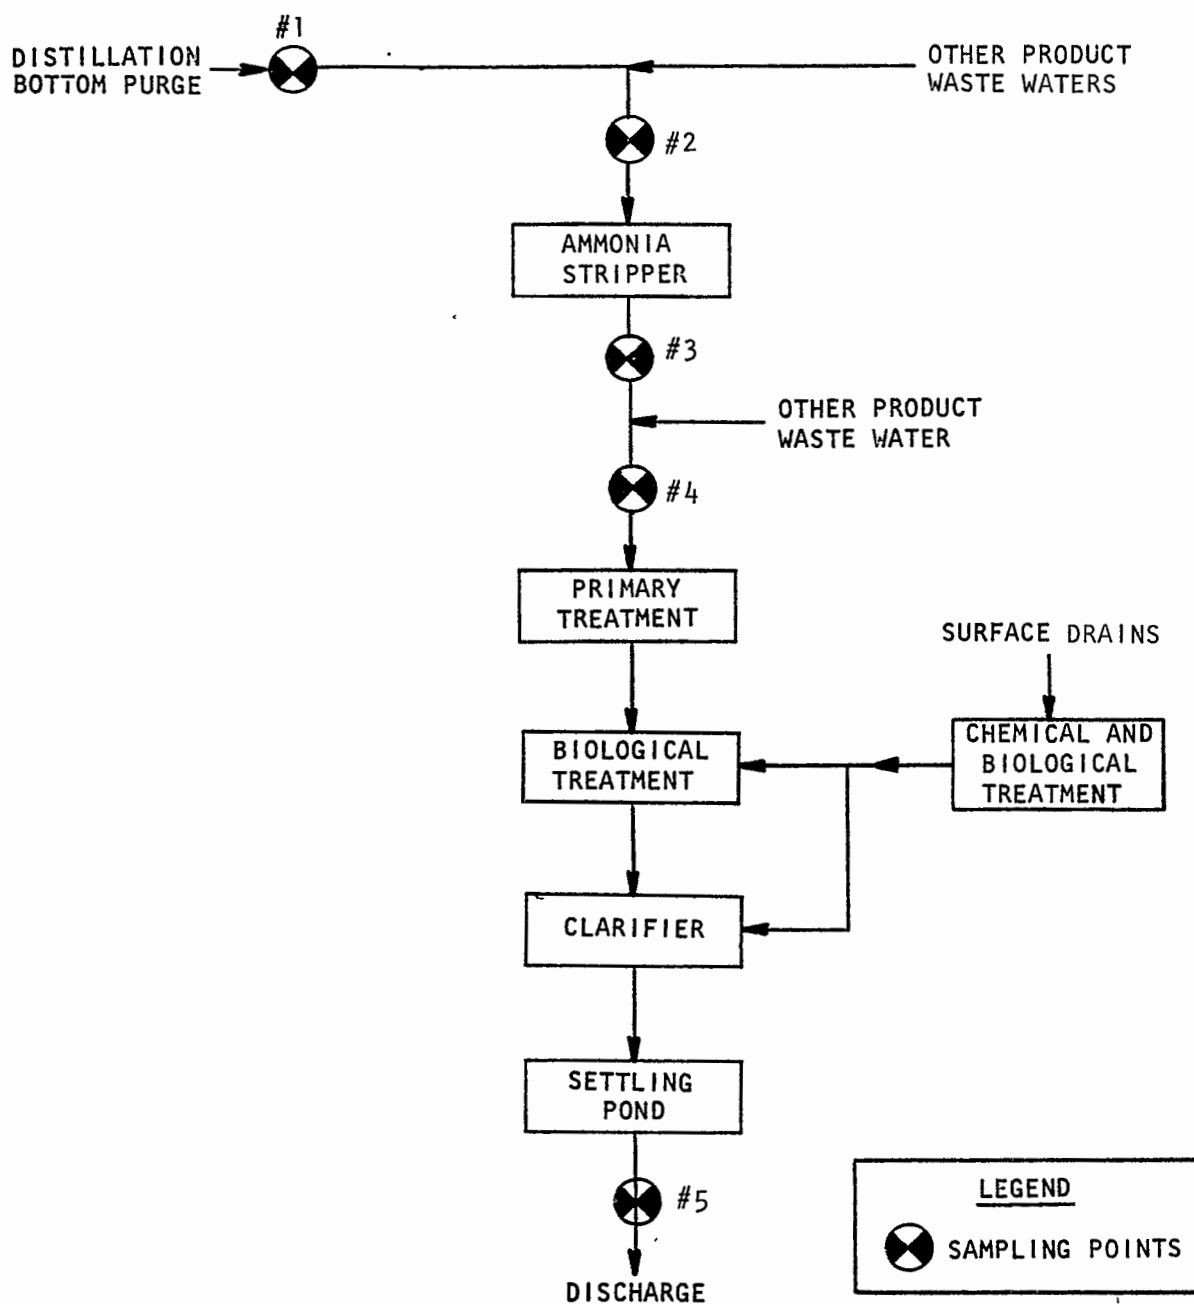 #1
DISTILLATION
BOTTOM PURGE
OTHER PRODUCT
WASTE WATERS
#2
AMMONIA
STRIPPER
#3
OTHER PRODUCT
WASTE WATER
#4
PRIMARY
TREATMENT
SURFACE DRAINS
CHEMICAL AND
BIOLOGICAL
TREATMENT
BIOLOGICAL
TREATMENT
CLARIFIER
SETTLING
POND
#5
DISCHARGE
LEGEND
SAMPLING POINTS